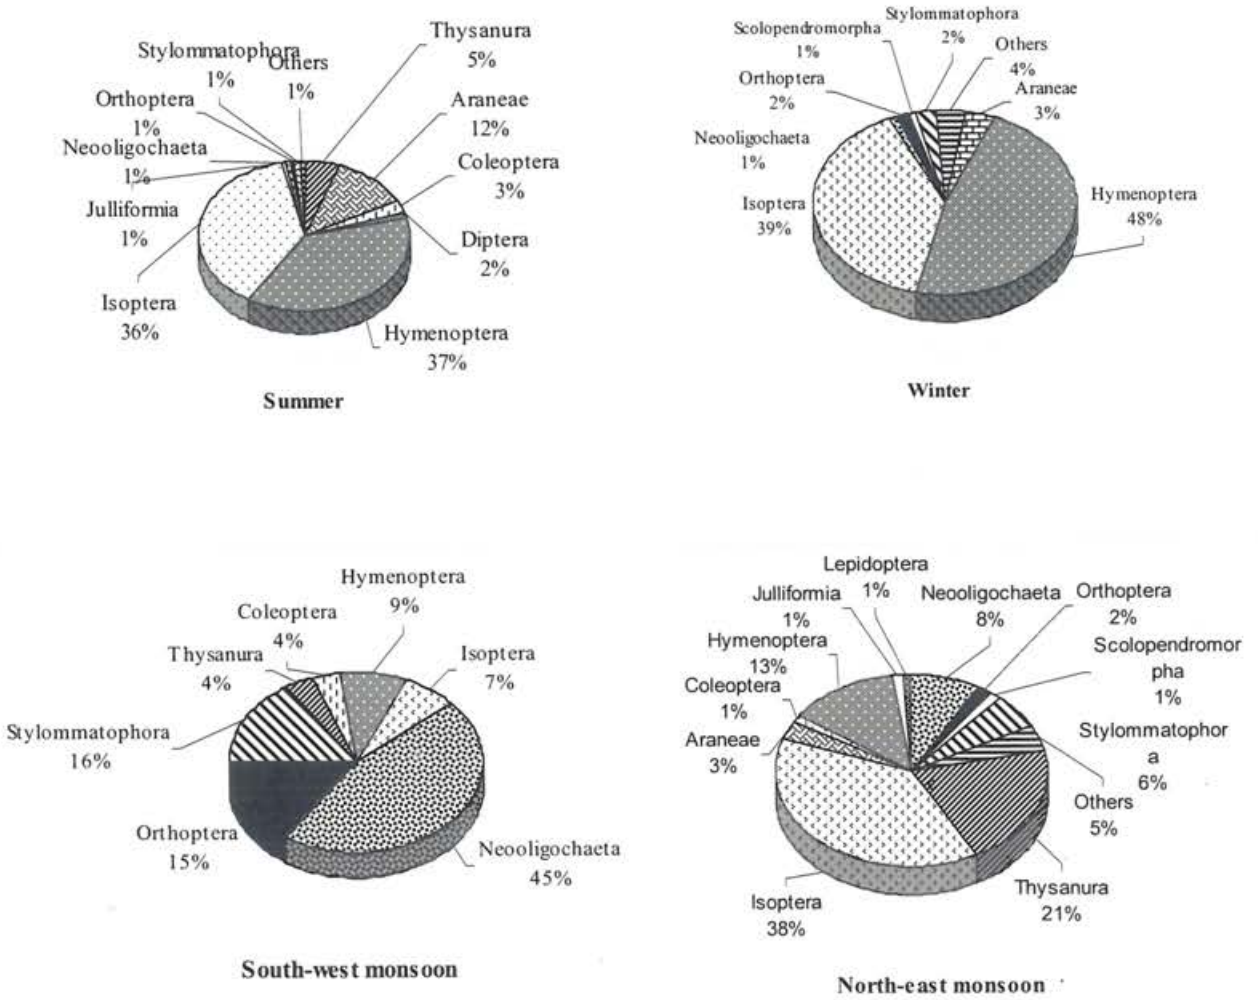 Thysanura
5%
Stylommatophora
1%
Others
1%
Orthoptera
1%
Araneae
12%
Neooligochaeta
1%
Coleoptera
3%
Julliformia
1%
Diptera
2%
Isoptera
36%
Hymenoptera
37%
Summer
Stylommatophora
2%
Scolopendromorpha
1%
Others
4%
Orthoptera
2%
Araneae
3%
Neooligochaeta
1%
Isoptera
39%
Hymenoptera
48%
Winter
Hymenoptera
9%
Coleoptera
4%
Thysanura
4%
Isoptera
7%
Stylommatophora
16%
Orthoptera
15%
Neooligochaeta
45%
South-west monsoon
Lepidoptera
1%
Julliformia
1%
Neooligochaeta
8%
Orthoptera
2%
Hymenoptera
13%
Scolopendromor
pha
1%
Coleoptera
1%
Araneae
3%
Stylommatophor
a
6%
Others
5%
Thysanura
21%
Isoptera
38%
North-east monsoon